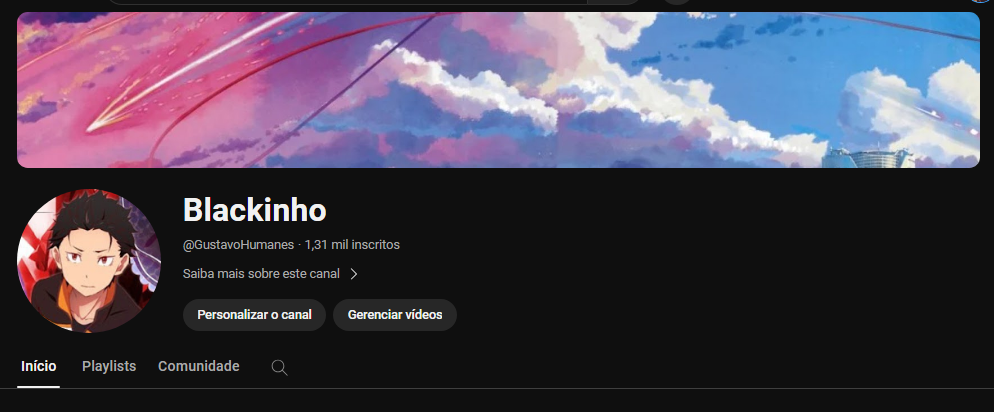 Blackinho
@GustavoHumanes · 1,31 mil inscritos
Saiba mais sobre este canal
Personalizar o canal Gerenciar vídeos
Início Playlists Comunidade